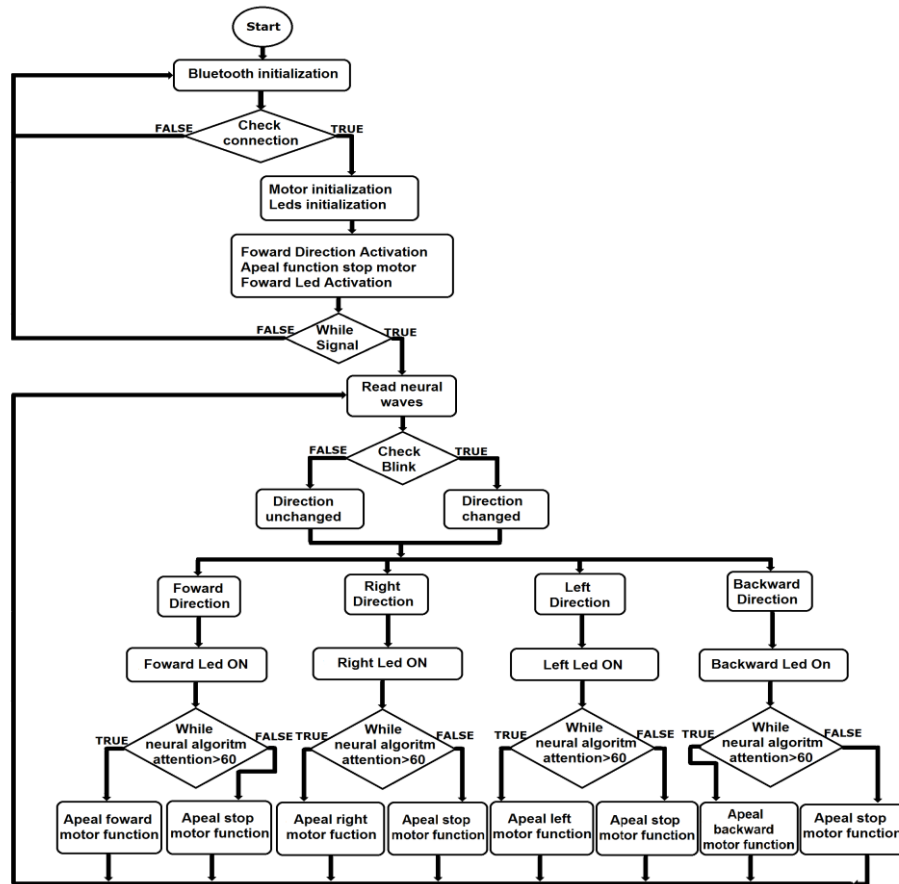 Start
Bluetooth initialization
FALSE
Check
connection
TRUE
Motor initialization
Leds initialization
Foward Direction Activation
Apeal function stop motor
Foward Led Activation
FALSE
While
Signal
TRUE
Read neural
waves
FALSE
Check
Blink
TRUE
Direction
unchanged
Direction
changed
Foward
Direction
Right
Direction
Left
Direction
Backward
Direction
Foward Led ON
Right Led ON
Left Led ON
Backward Led On
TRUE
While
neural algoritm
attention>60
FALSE
TRUE
While
neural algoritm
attention>60
FALSE
TRUE
While
neural algoritm
attention>60
FALSE
TRUE
While
neural algoritm
attention>60
FALSE
Apeal foward
motor function
Apeal stop
motor function
Apeal right
motor fuction
Apeal stop
motor function
Apeal left
motor function
Apeal stop
motor function
Apeal
backward
motor function
Apeal stop
motor function